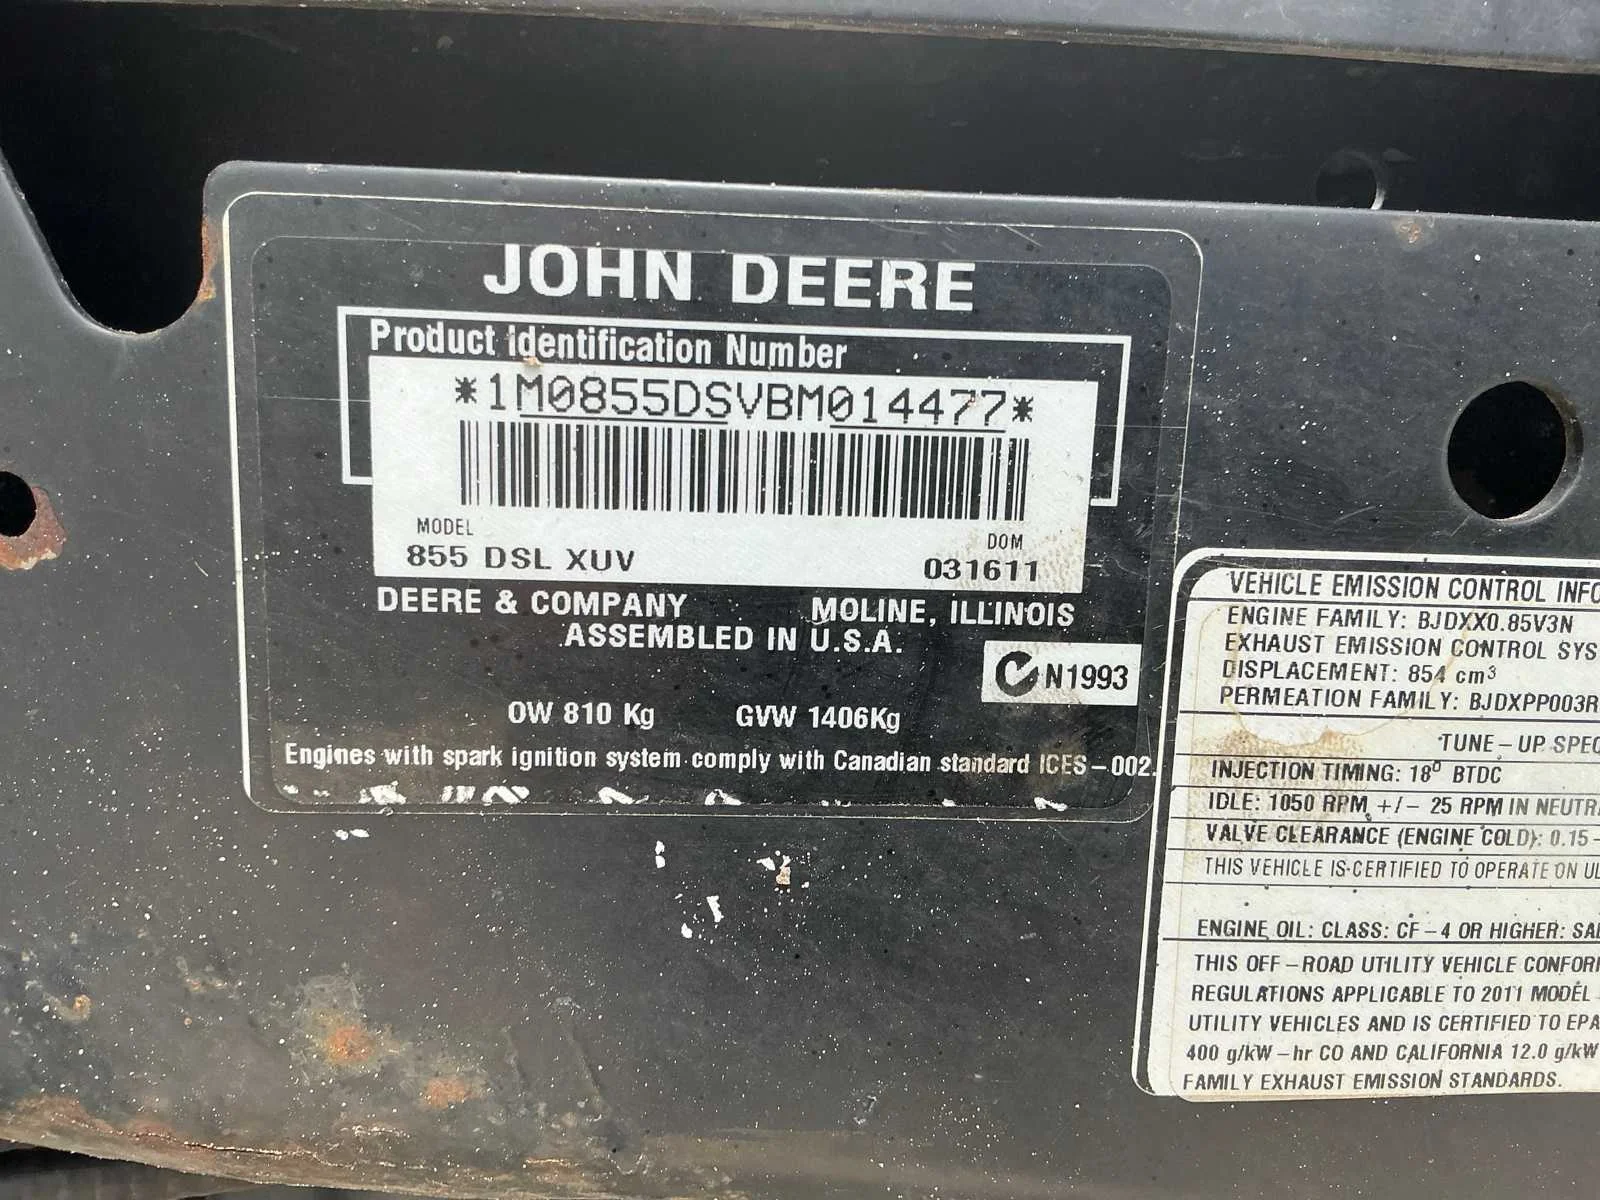 JOHN DEERE
Product Identification Number
*1M0855DSVBM014477*
MODEL
DOM
855 DSL XUV
031611
DEERE & COMPANY
MOLINE, ILLINOIS
ASSEMBLED IN U.S.A.
N1993
OW 810 Kg
GVW 1406Kg
Engines with spark ignition system comply with Canadian standard ICES-002.
VEHICLE EMISSION CONTROL INFO
ENGINE FAMILY: BJDXX0.85V3N
EXHAUST EMISSION CONTROL SYS
DISPLACEMENT: 854 cm³
PERMEATION FAMILY: BJDXPP003R
TUNE-UP SPEC
INJECTION TIMING: 18⁰ BTDC
IDLE: 1050 RPM +/- 25 RPM IN NEUTRA
VALVE CLEARANCE (ENGINE COLD): 0.15-
THIS VEHICLE IS CERTIFIED TO OPERATE ON UL
ENGINE OIL: CLASS: CF-4 OR HIGHER: SAE
THIS OFF-ROAD UTILITY VEHICLE CONFOR
REGULATIONS APPLICABLE TO 2011 MODEL
UTILITY VEHICLES AND IS CERTIFIED TO EPA
400 g/kW-hr CO AND CALIFORNIA 12.0 g/kW
FAMILY EXHAUST EMISSION STANDARDS.